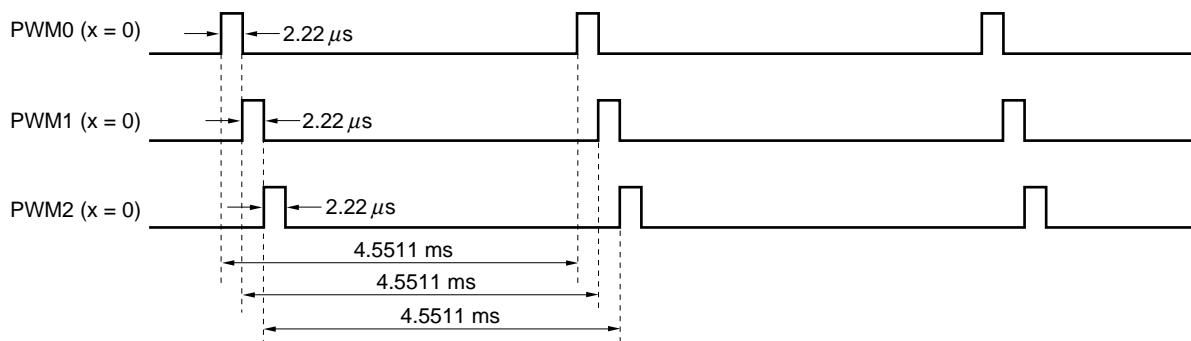 PWM0 (x = 0)
2.22 μs
PWM1 (x = 0)
2.22 μs
PWM2 (x = 0)
2.22 μs
4.5511 ms
4.5511 ms
4.5511 ms